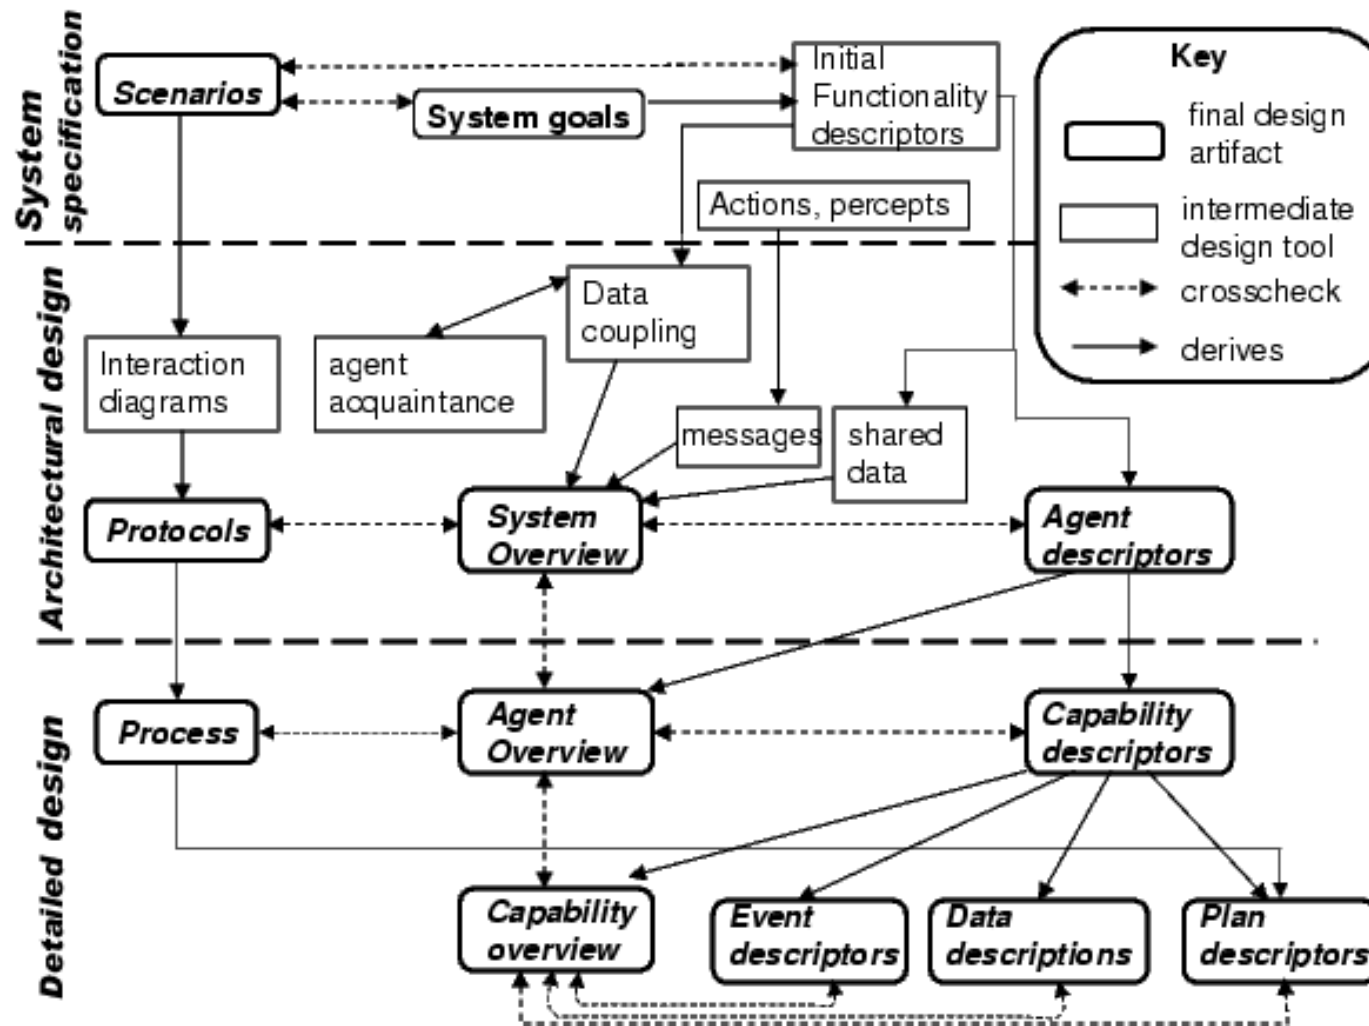 System
specification
Scenarios
System goals
Initial
Functionality
descriptors
Actions, percepts
Key
final design
artifact
intermediate
design tool
crosscheck
derives
Architectural design
Interaction
diagrams
agent
acquaintance
Data
coupling
messages
shared
data
Protocols
System
Overview
Agent
descriptors
Detailed design
Process
Agent
Overview
Capability
descriptors
Capability
overview
Event
descriptors
Data
descriptions
Plan
descriptors